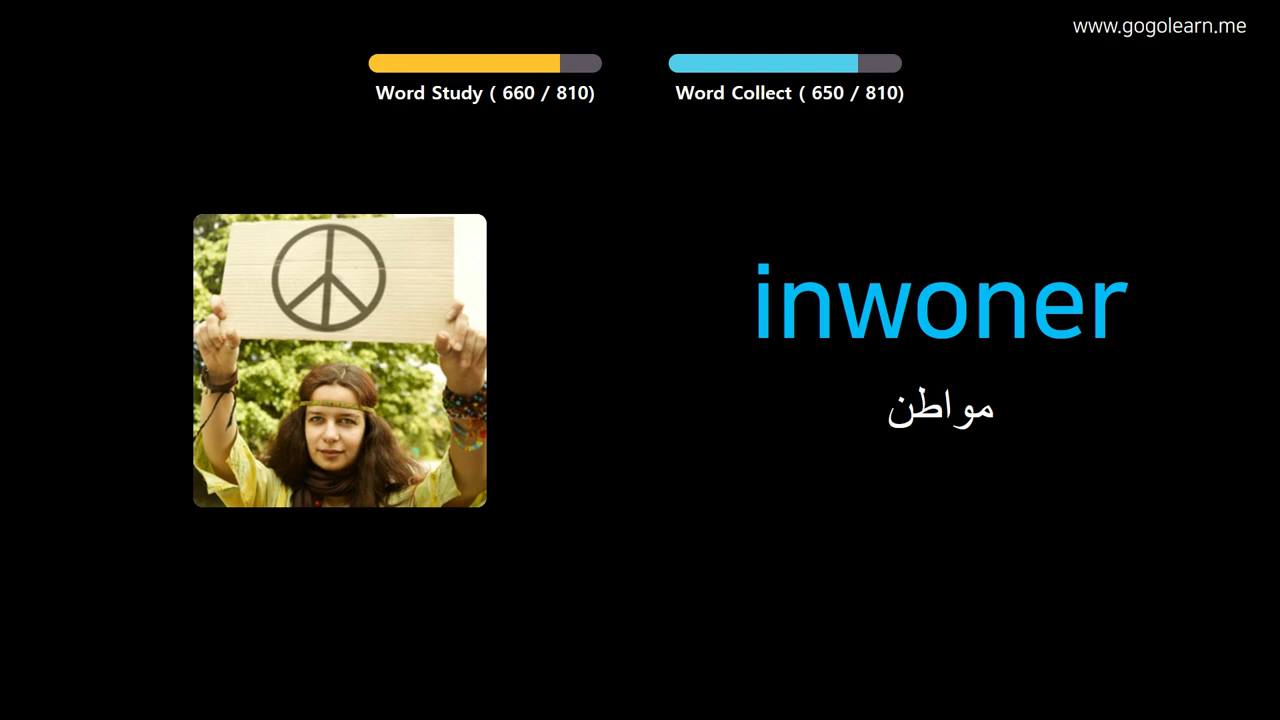 www.gogolearn.me
Word Study ( 660 / 810)
Word Collect ( 650 / 810)
inwoner
مواطن